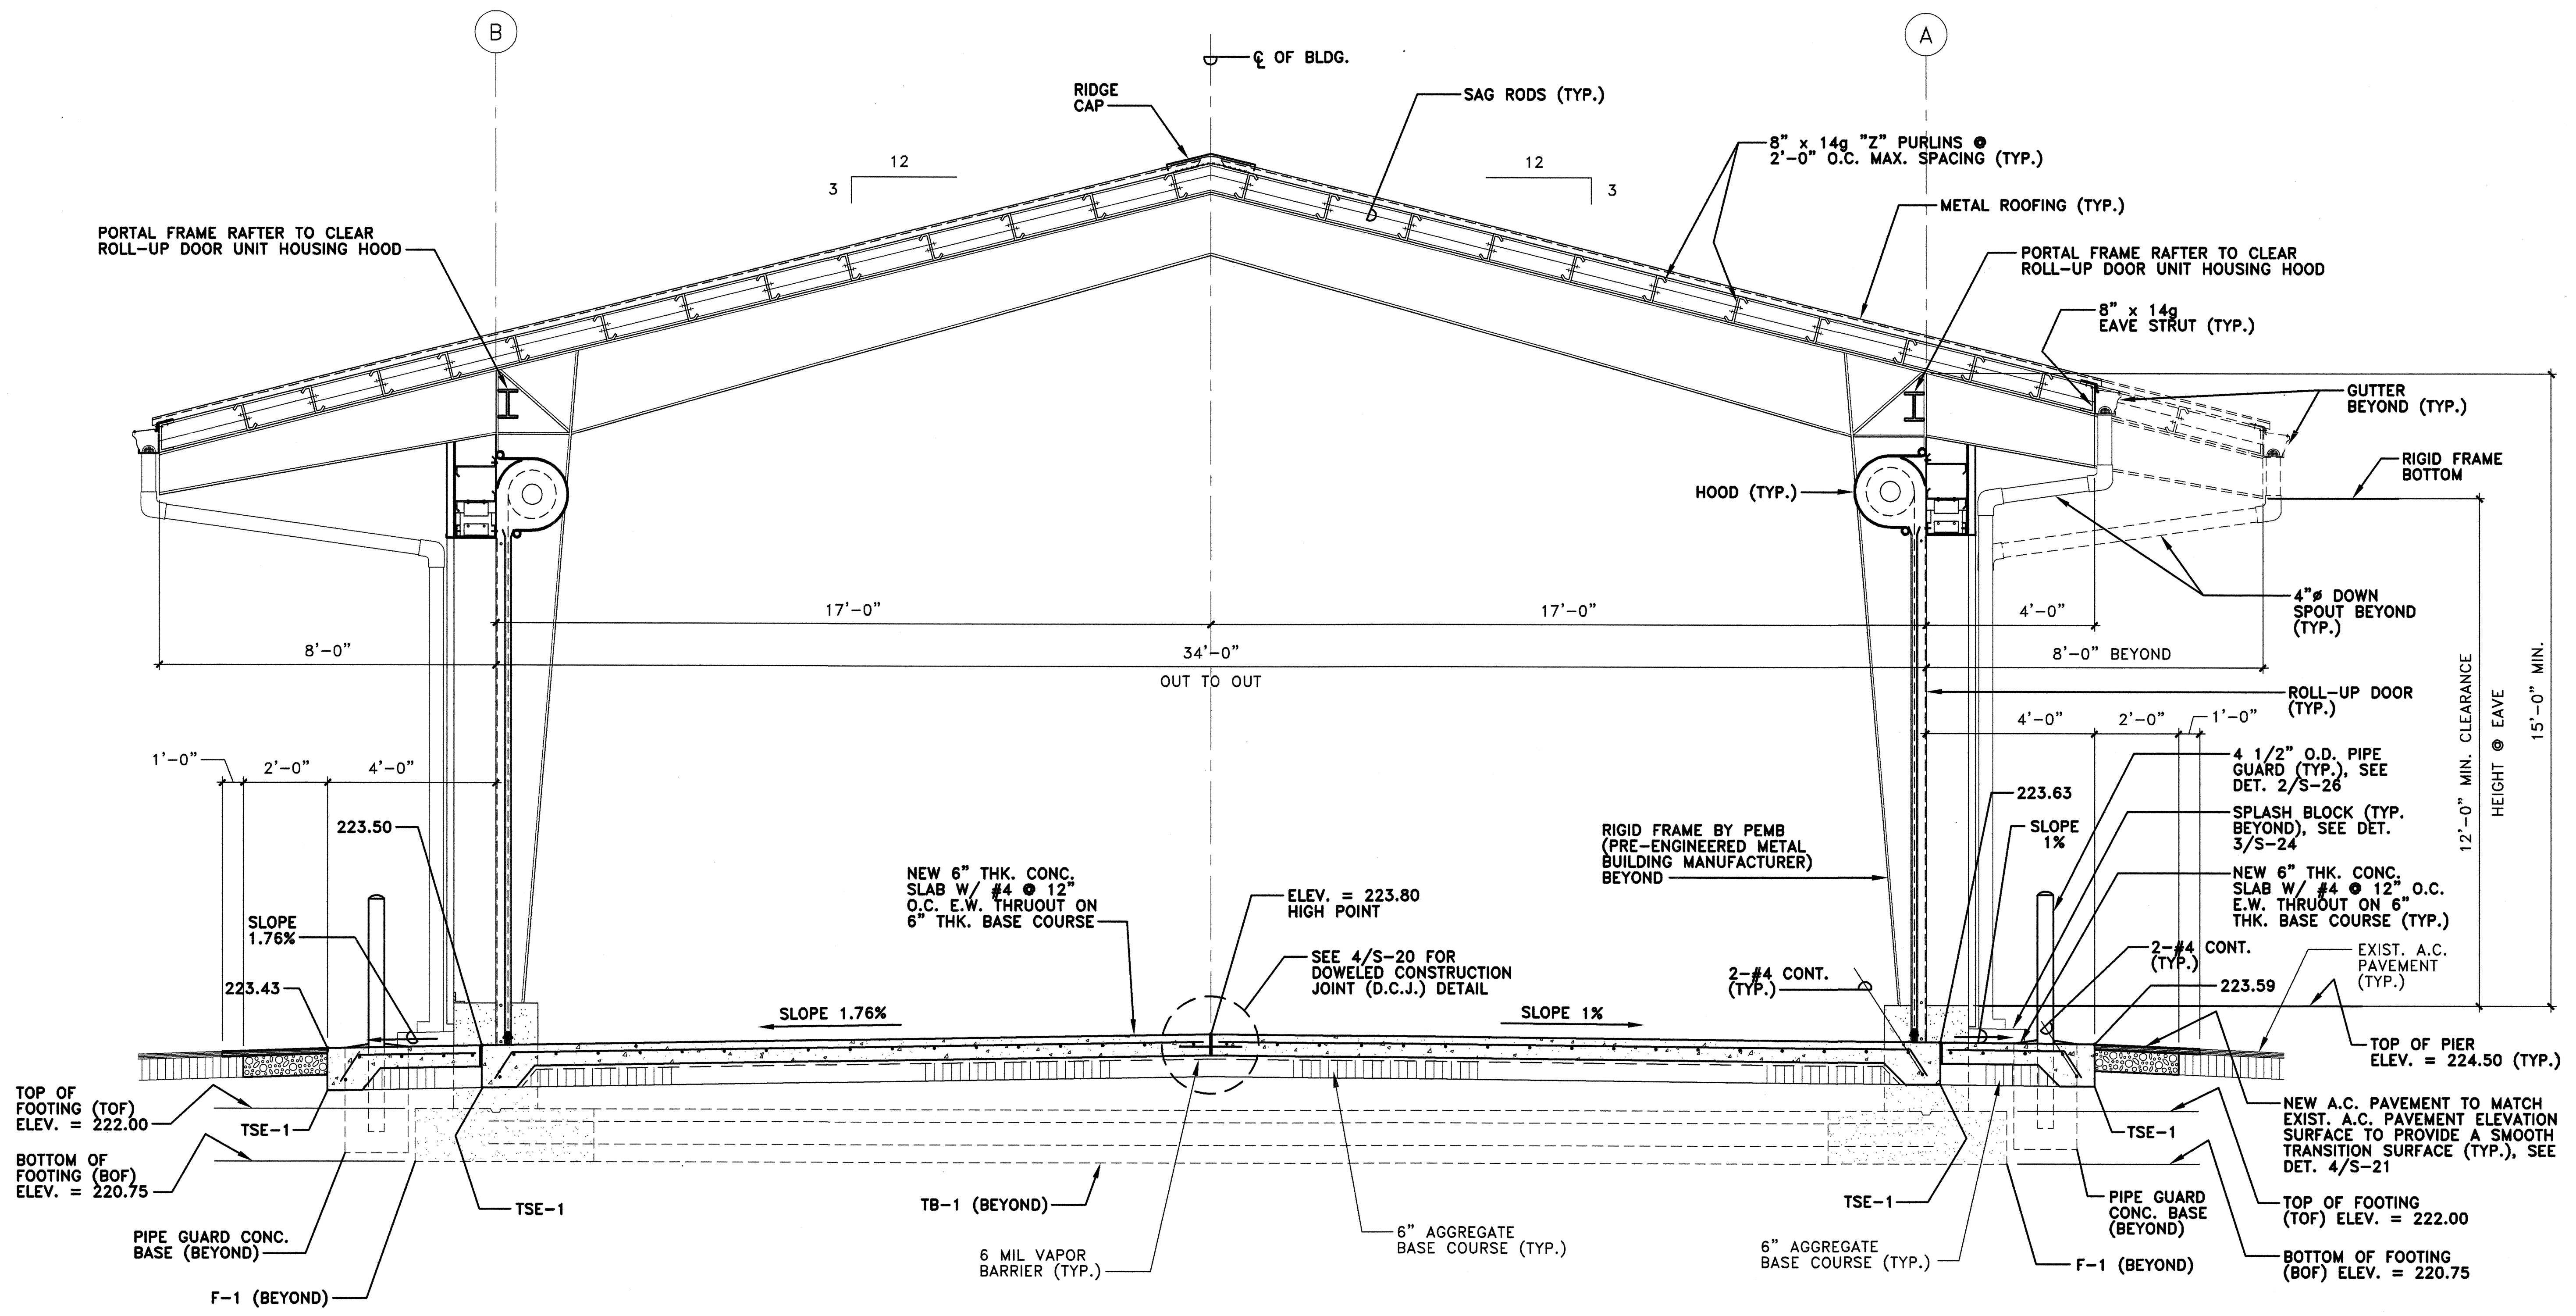 B
A
℄ OF BLDG.
RIDGE
CAP
SAG RODS (TYP.)
8" x 14g "Z" PURLINS @
2'-0" O.C. MAX. SPACING (TYP.)
12
3
12
3
METAL ROOFING (TYP.)
PORTAL FRAME RAFTER TO CLEAR
ROLL-UP DOOR UNIT HOUSING HOOD
PORTAL FRAME RAFTER TO CLEAR
ROLL-UP DOOR UNIT HOUSING HOOD
8" x 14g
EAVE STRUT (TYP.)
GUTTER
BEYOND (TYP.)
RIGID FRAME
BOTTOM
HOOD (TYP.)
4"ø DOWN
SPOUT BEYOND
(TYP.)
17'-0"
17'-0"
4'-0"
8'-0"
34'-0"
8'-0" BEYOND
OUT TO OUT
12'-0" MIN. CLEARANCE
HEIGHT @ EAVE
15'-0" MIN.
ROLL-UP DOOR
(TYP.)
4'-0"
2'-0"
1'-0"
1'-0"
2'-0"
4'-0"
4 1/2" O.D. PIPE
GUARD (TYP.), SEE
DET. 2/S-26
223.63
SPLASH BLOCK (TYP.
BEYOND), SEE DET.
3/S-24
SLOPE
1%
223.50
RIGID FRAME BY PEMB
(PRE-ENGINEERED METAL
BUILDING MANUFACTURER)
BEYOND
NEW 6" THK. CONC.
SLAB W/ #4 @ 12"
O.C. E.W. THRUOUT ON
6" THK. BASE COURSE
ELEV. = 223.80
HIGH POINT
NEW 6" THK. CONC.
SLAB W/ #4 @ 12" O.C.
E.W. THRUOUT ON 6"
THK. BASE COURSE (TYP.)
SLOPE
1.76%
SEE 4/S-20 FOR
DOWELED CONSTRUCTION
JOINT (D.C.J.) DETAIL
2-#4 CONT.
(TYP.)
2-#4 CONT.
(TYP.)
EXIST. A.C.
PAVEMENT
(TYP.)
223.43
223.59
SLOPE 1.76%
SLOPE 1%
TOP OF PIER
ELEV. = 224.50 (TYP.)
TOP OF
FOOTING (TOF)
ELEV. = 222.00
TSE-1
TSE-1
NEW A.C. PAVEMENT TO MATCH
EXIST. A.C. PAVEMENT ELEVATION
SURFACE TO PROVIDE A SMOOTH
TRANSITION SURFACE (TYP.), SEE
DET. 4/S-21
BOTTOM OF
FOOTING (BOF)
ELEV. = 220.75
TSE-1
TB-1 (BEYOND)
TSE-1
PIPE GUARD
CONC. BASE
(BEYOND)
TOP OF FOOTING
(TOF) ELEV. = 222.00
PIPE GUARD CONC.
BASE (BEYOND)
6 MIL VAPOR
BARRIER (TYP.)
6" AGGREGATE
BASE COURSE (TYP.)
6" AGGREGATE
BASE COURSE (TYP.)
F-1 (BEYOND)
BOTTOM OF FOOTING
(BOF) ELEV. = 220.75
F-1 (BEYOND)